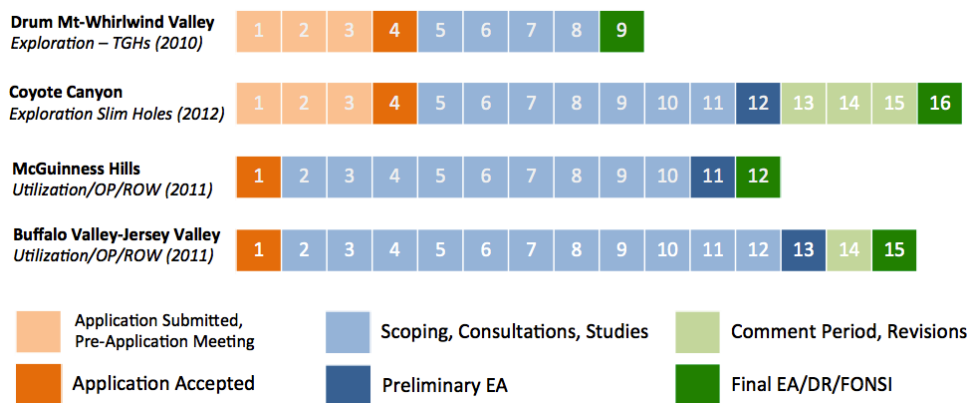 Drum Mt-Whirlwind Valley
Exploration – TGHs (2010)
1 2 3 4 5 6 7 8 9
Coyote Canyon
Exploration Slim Holes (2012)
1 2 3 4 5 6 7 8 9 10 11 12 13 14 15 16
McGuinness Hills
Utilization/OP/ROW (2011)
1 2 3 4 5 6 7 8 9 10 11 12
Buffalo Valley-Jersey Valley
Utilization/OP/ROW (2011)
1 2 3 4 5 6 7 8 9 10 11 12 13 14 15
Application Submitted,
Pre-Application Meeting
Scoping, Consultations, Studies
Comment Period, Revisions
Application Accepted
Preliminary EA
Final EA/DR/FONSI